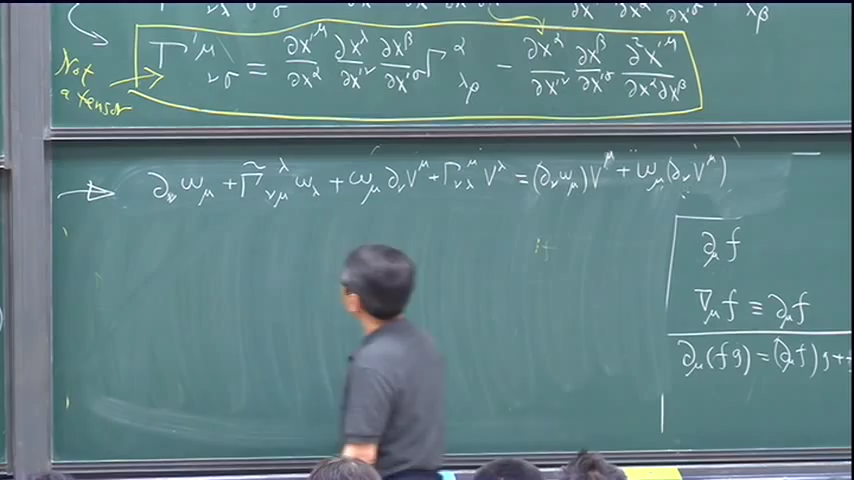 Γ'^μ_{νσ} = ∂x'^μ/∂x^α ∂x^λ/∂x'^ν ∂x^β/∂x'^σ Γ^α_{λβ} − ∂x^α/∂x'^ν ∂x^β/∂x'^σ ∂²x'^μ/∂x^α∂x^β
Not
a tensor
→ ∂_ν ω_μ + Γ̃^λ_{νμ} ω_λ + ω_μ ∂_ν V^μ + Γ^μ_{νλ} V^λ = (∂_ν ω_μ) V^μ + ω_μ (∂_ν V^μ)
∂_μ f
∇_μ f ≡ ∂_μ f
∂_μ (fg) = (∂_μ f) g +